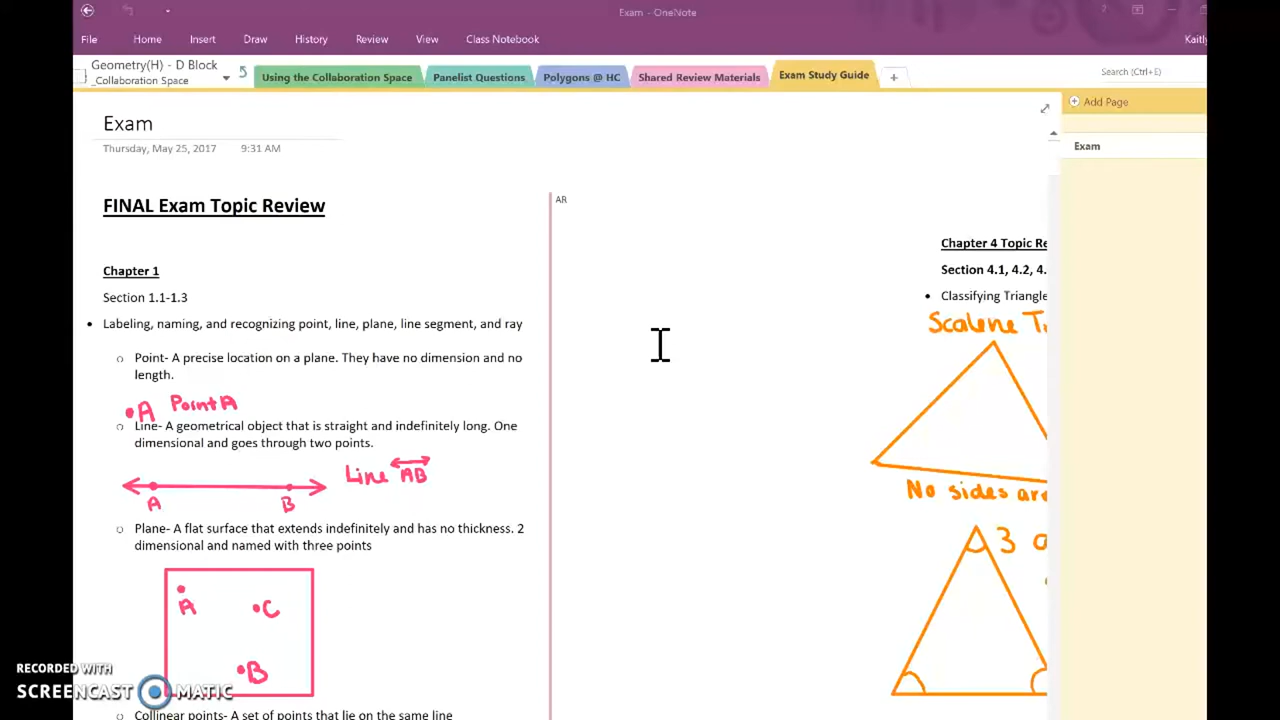 Exam - OneNote
?
File Home Insert Draw History Review View Class Notebook
Kaitly
Geometry(H) - D Block
_Collaboration Space
Using the Collaboration Space
Panelist Questions
Polygons @ HC
Shared Review Materials
Exam Study Guide
+
Search (Ctrl+E)
Add Page
Exam
Exam
Thursday, May 25, 2017 9:31 AM
FINAL Exam Topic Review
Chapter 1
Section 1.1-1.3
• Labeling, naming, and recognizing point, line, plane, line segment, and ray
○ Point- A precise location on a plane. They have no dimension and no
length.
A Point A
○ Line- A geometrical object that is straight and indefinitely long. One
dimensional and goes through two points.
Line AB
A B
○ Plane- A flat surface that extends indefinitely and has no thickness. 2
dimensional and named with three points
A
C
B
○ Collinear points- A set of points that lie on the same line
AR
Chapter 4 Topic Re
Section 4.1, 4.2, 4.
• Classifying Triangle
Scalene T
No sides are
3
RECORDED WITH
SCREENCAST MATIC